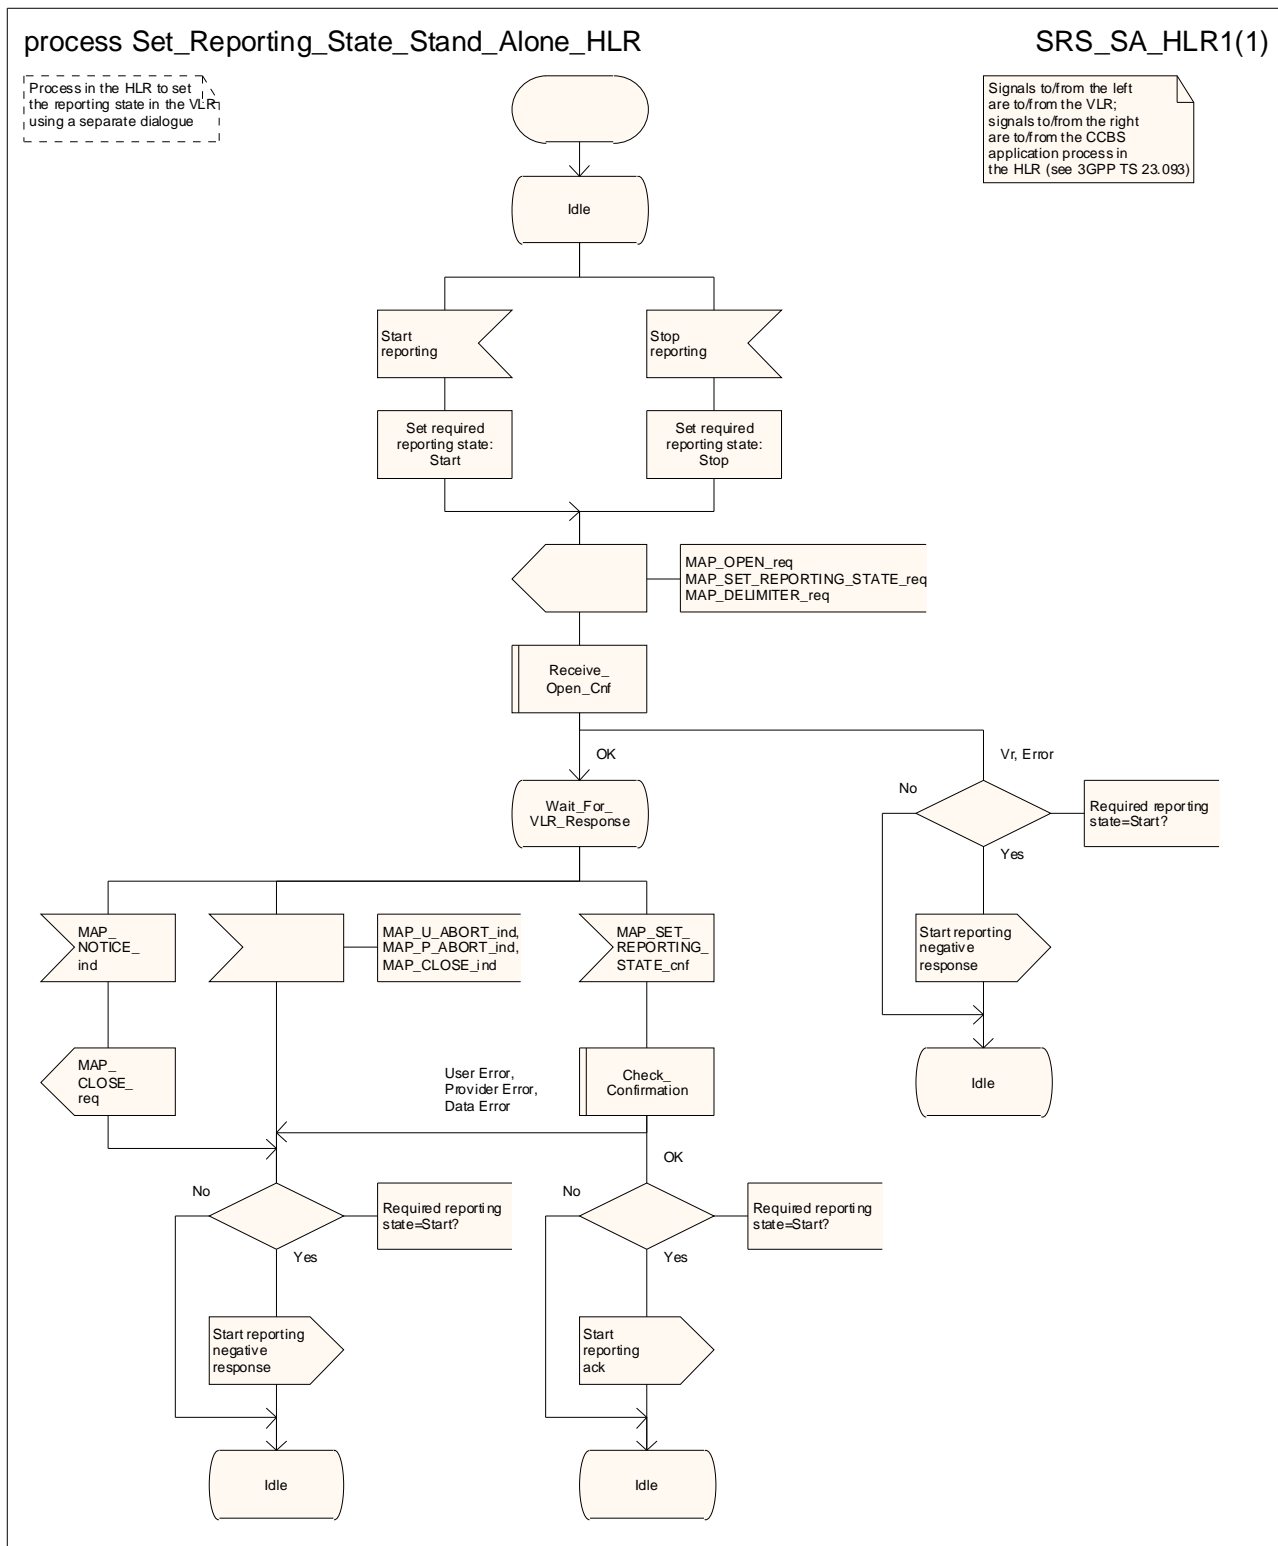 process Set_Reporting_State_Stand_Alone_HLR
SRS_SA_HLR1(1)
Process in the HLR to set
the reporting state in the VLR
using a separate dialogue
Signals to/from the left
are to/from the VLR;
signals to/from the right
are to/from the CCBS
application process in
the HLR (see 3GPP TS 23.093)
Idle
Start
reporting
Stop
reporting
Set required
reporting state:
Start
Set required
reporting state:
Stop
MAP_OPEN_req
MAP_SET_REPORTING_STATE_req
MAP_DELIMITER_req
Receive_
Open_Cnf
OK
Vr, Error
No
Wait_For_
VLR_Response
Required reporting
state=Start?
Yes
MAP_
NOTICE_
ind
MAP_U_ABORT_ind,
MAP_P_ABORT_ind,
MAP_CLOSE_ind
MAP_SET_
REPORTING_
STATE_cnf
Start reporting
negative
response
MAP_
CLOSE_
req
User Error,
Provider Error,
Data Error
Check_
Confirmation
Idle
OK
No
Required reporting
state=Start?
Yes
No
Required reporting
state=Start?
Yes
Start reporting
negative
response
Start
reporting
ack
Idle
Idle